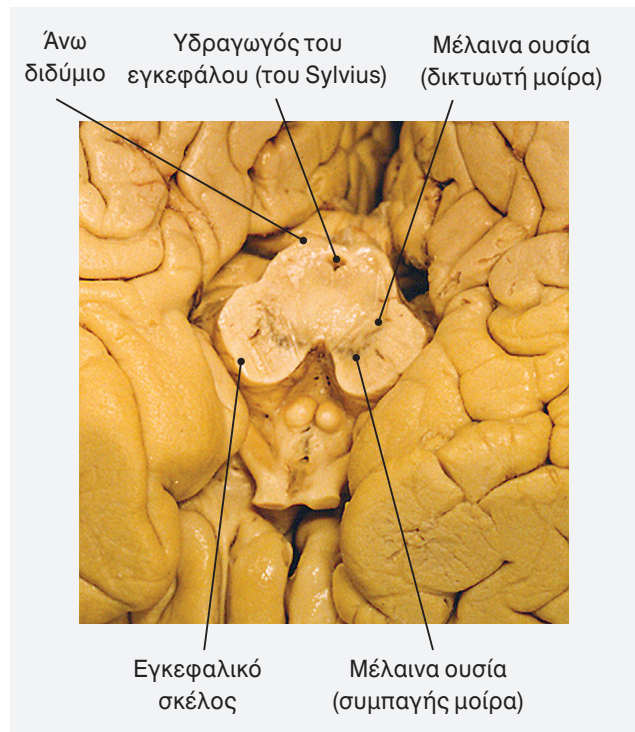 Άνω
διδύμιο
Υδραγωγός του
εγκεφάλου (του Sylvius)
Μέλαινα ουσία
(δικτυωτή μοίρα)
Εγκεφαλικό
σκέλος
Μέλαινα ουσία
(συμπαγής μοίρα)